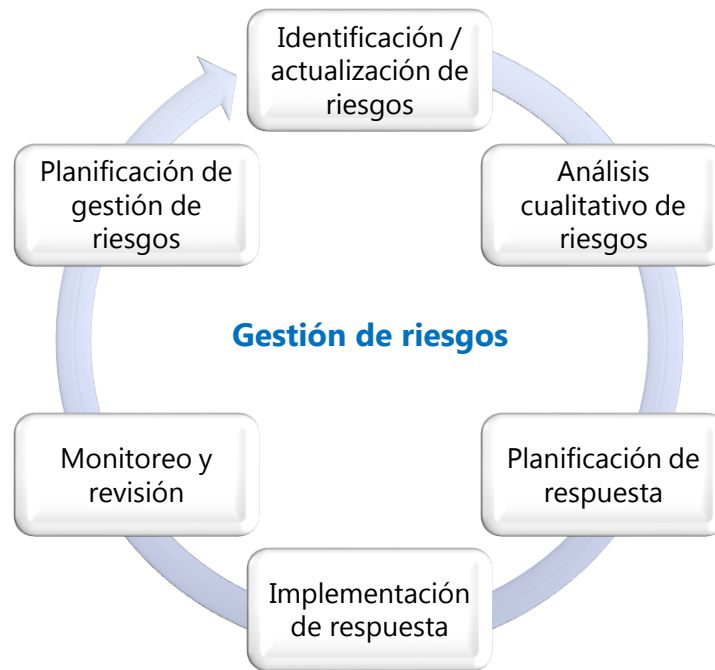 Identificación /
actualización de
riesgos
Análisis
cualitativo de
riesgos
Planificación de
respuesta
Implementación
de respuesta
Monitoreo y
revisión
Planificación de
gestión de
riesgos
Gestión de riesgos